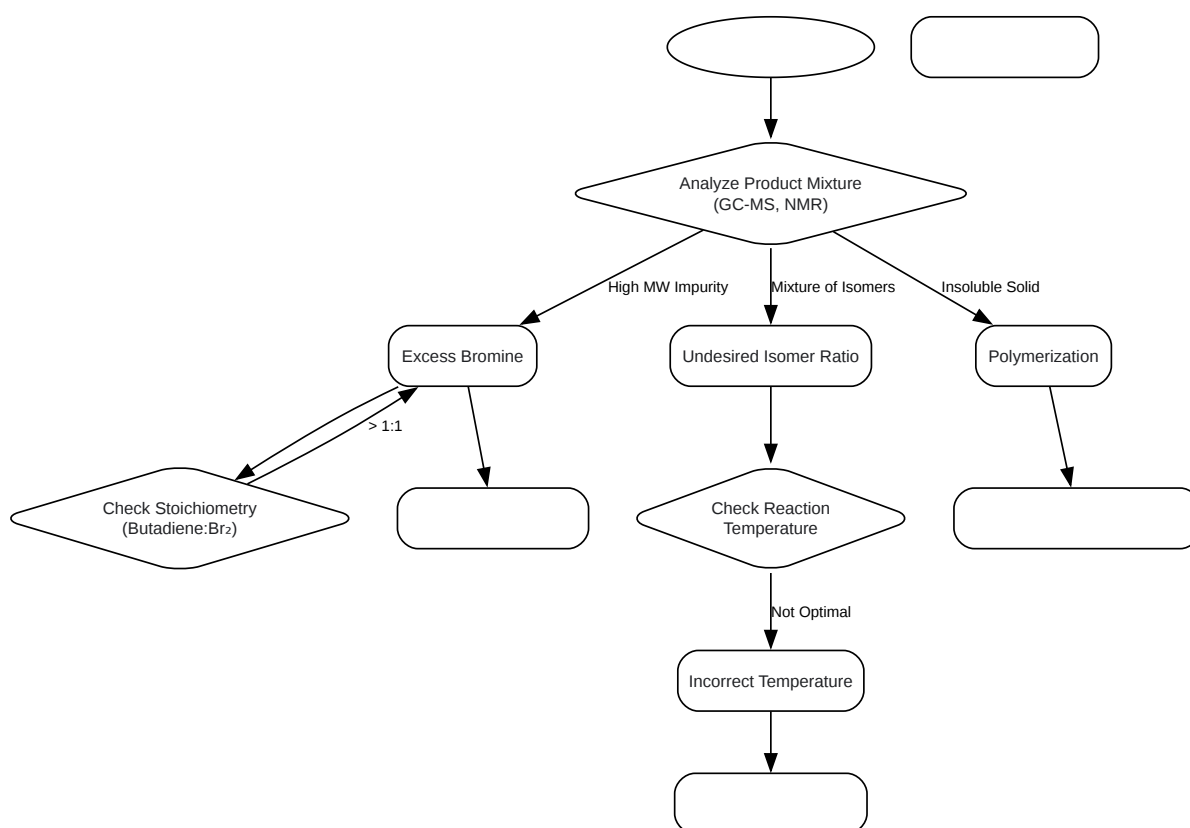 Analyze Product Mixture
(GC-MS, NMR)
High MW Impurity
Mixture of Isomers
Insoluble Solid
Excess Bromine
Undesired Isomer Ratio
Polymerization
> 1:1
Check Stoichiometry
(Butadiene:Br₂)
Check Reaction
Temperature
Not Optimal
Incorrect Temperature